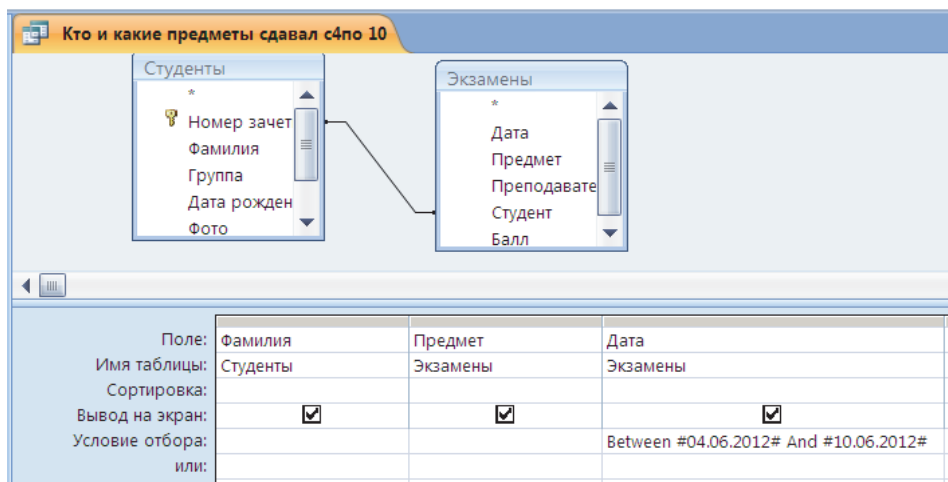 Кто и какие предметы сдавал с4по 10
Студенты
*
Номер зачет
Фамилия
Группа
Дата рожден
Фото
Экзамены
*
Дата
Предмет
Преподавате
Студент
Балл
Поле: Фамилия Предмет Дата
Имя таблицы: Студенты Экзамены Экзамены
Сортировка:
Вывод на экран:
Условие отбора: Between #04.06.2012# And #10.06.2012#
или: